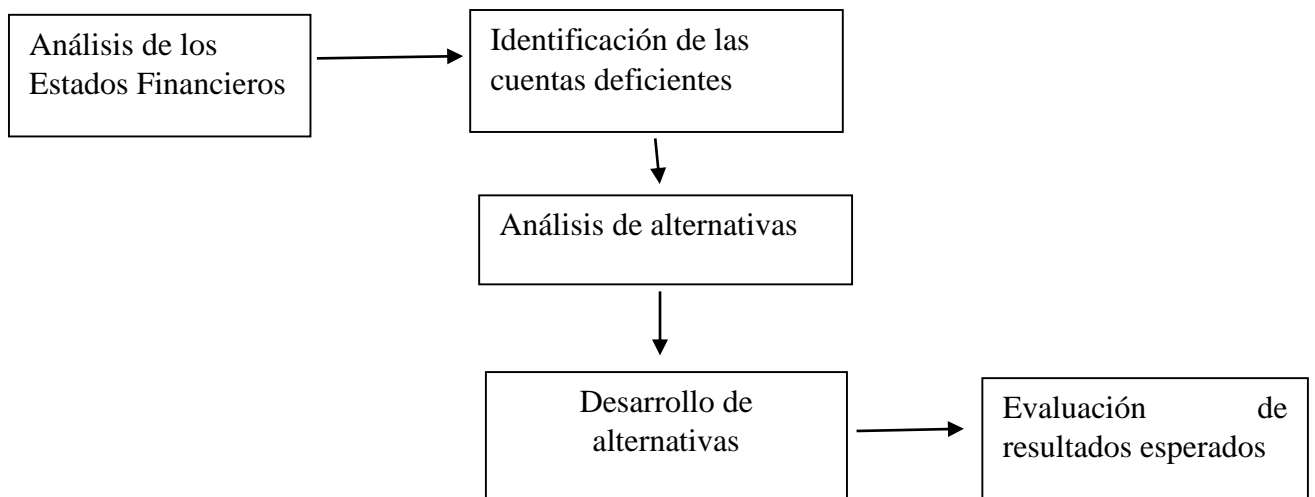 Análisis de los
Estados Financieros
Identificación de las
cuentas deficientes
Análisis de alternativas
Desarrollo de
alternativas
Evaluación de
resultados esperados